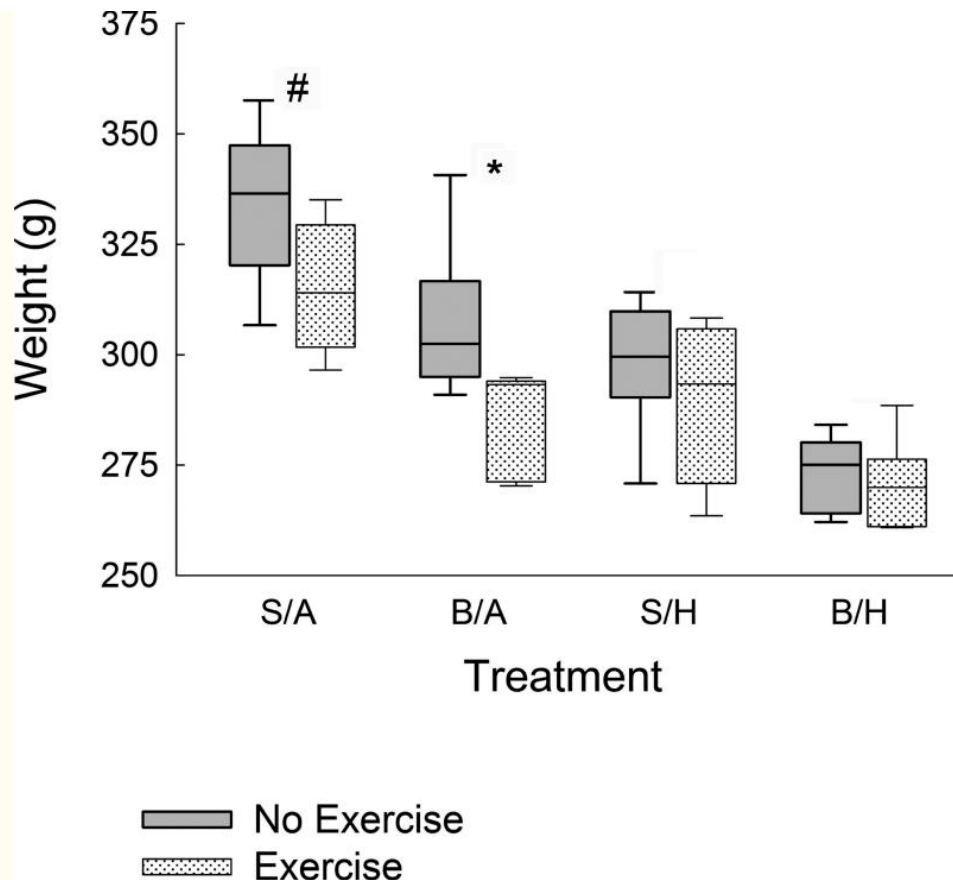 375
#
350
*
325
Weight (g)
300
275
250
S/A B/A S/H B/H
Treatment
No Exercise
Exercise